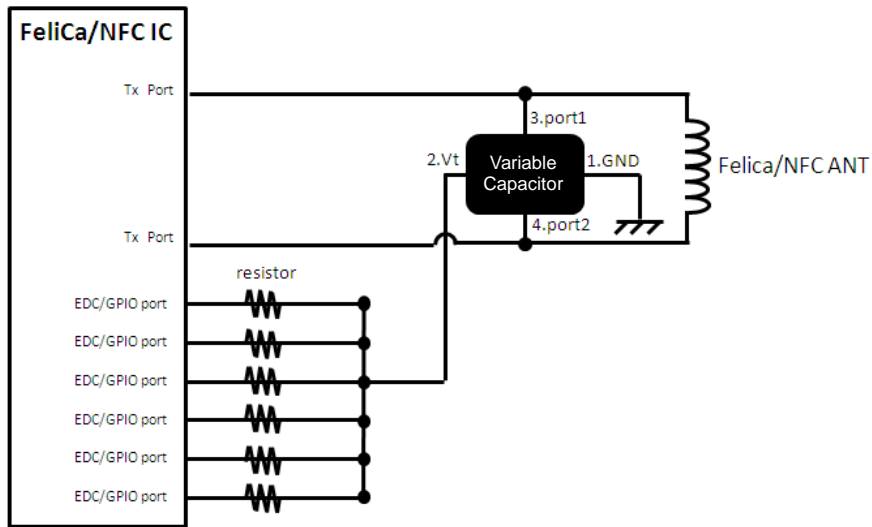 FeliCa/NFC IC
Tx Port
3.port1
2.Vt
Variable
Capacitor
1.GND
Felica/NFC ANT
4.port2
Tx Port
resistor
EDC/GPIO port
EDC/GPIO port
EDC/GPIO port
EDC/GPIO port
EDC/GPIO port
EDC/GPIO port